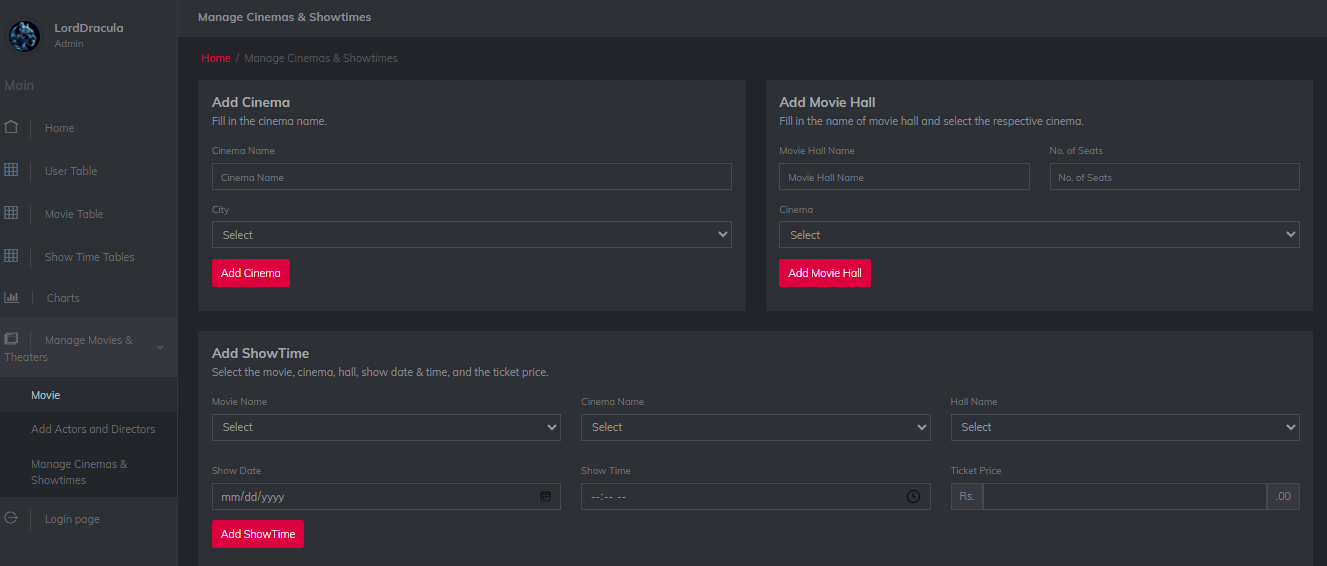 LordDracula
Admin
Main
Home
User Table
Movie Table
Show Time Tables
Charts
Manage Movies &
Theaters
Movie
Add Actors and Directors
Manage Cinemas &
Showtimes
Login page
Manage Cinemas & Showtimes
Home / Manage Cinemas & Showtimes
Add Cinema
Fill in the cinema name.
Cinema Name
Cinema Name
City
Select
Add Cinema
Add Movie Hall
Fill in the name of movie hall and select the respective cinema.
Movie Hall Name No. of Seats
Movie Hall Name No. of Seats
Cinema
Select
Add Movie Hall
Add ShowTime
Select the movie, cinema, hall, show date & time, and the ticket price.
Movie Name Cinema Name Hall Name
Select Select Select
Show Date Show Time Ticket Price
mm/dd/yyyy --:-- -- Rs. .00
Add ShowTime